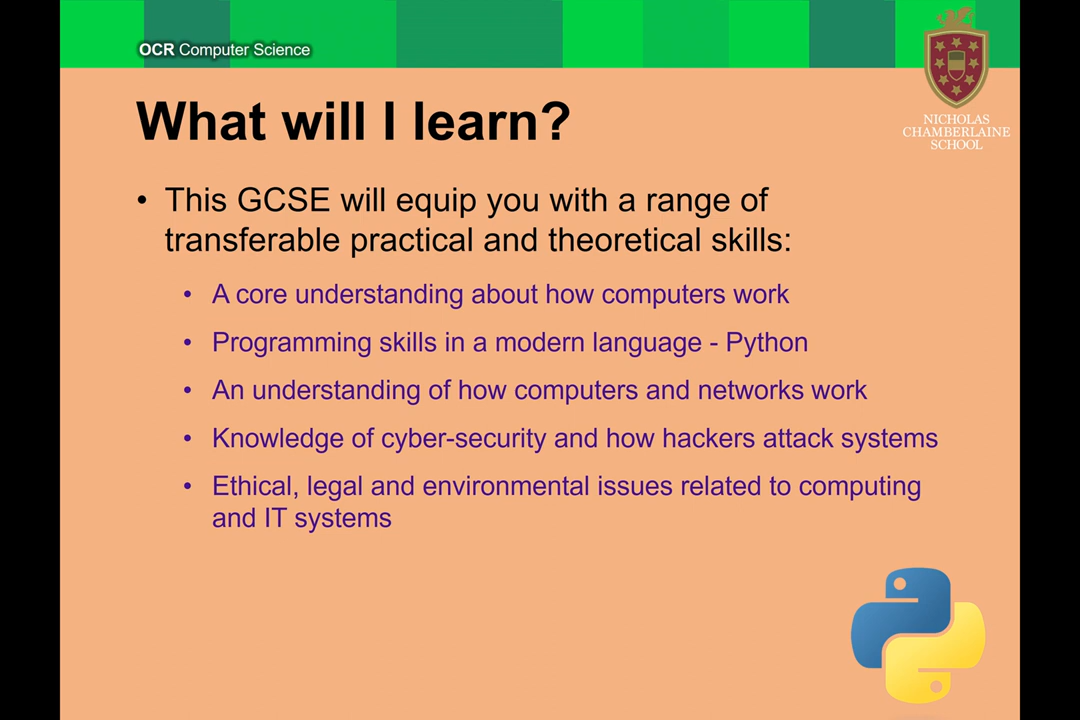 OCR Computer Science
NICHOLAS
CHAMBERLAINE
SCHOOL
What will I learn?
• This GCSE will equip you with a range of
transferable practical and theoretical skills:
• A core understanding about how computers work
• Programming skills in a modern language - Python
• An understanding of how computers and networks work
• Knowledge of cyber-security and how hackers attack systems
• Ethical, legal and environmental issues related to computing
and IT systems